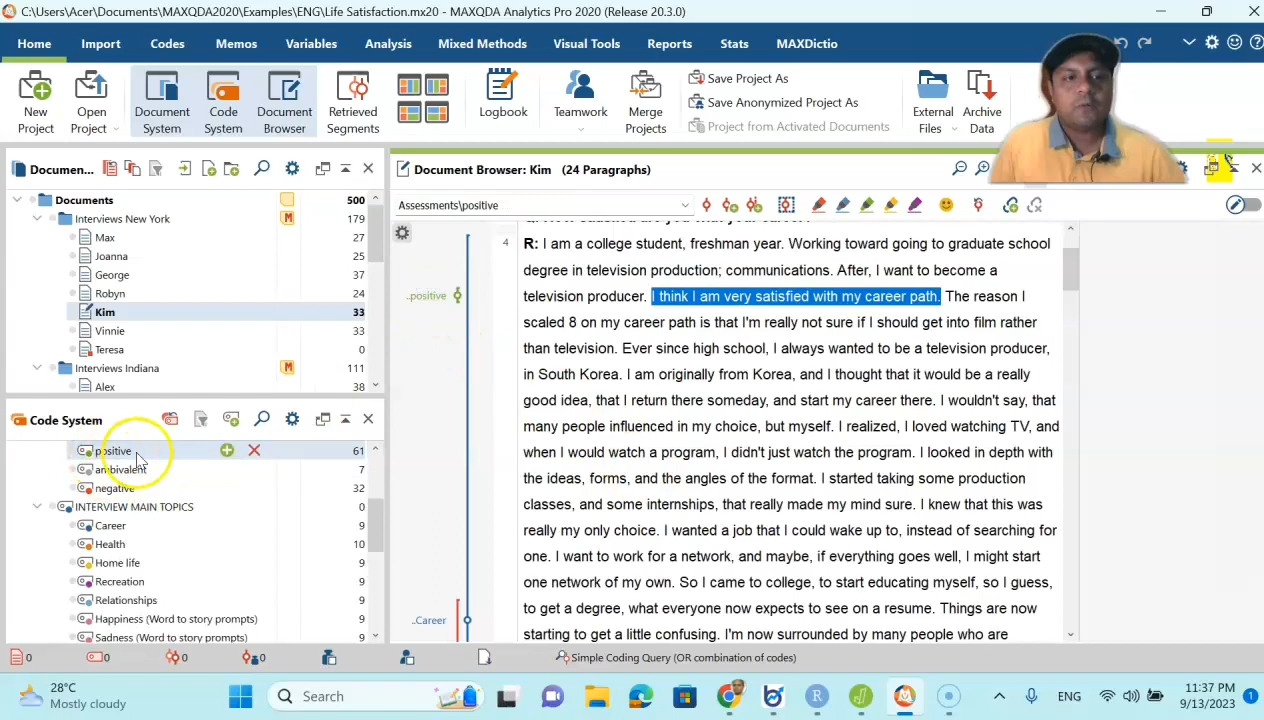 C:\Users\Acer\Documents\MAXQDA2020\Examples\ENG\Life Satisfaction.mx20 - MAXQDA Analytics Pro 2020 (Release 20.3.0)
Home Import Codes Memos Variables Analysis Mixed Methods Visual Tools Reports Stats MAXDictio
New Project
Open Project
Document System
Code System
Document Browser
Retrieved Segments
Logbook
Teamwork
Merge Projects
Save Project As
Save Anonymized Project As
Project from Activated Documents
External Files
Archive Data
Documen...
Documents 500
Interviews New York M 179
Max 27
Joanna 25
George 37
Robyn 24
Kim 33
Vinnie 33
Teresa 0
Interviews Indiana M 111
Alex 38
Code System
positive 61
ambivalent 7
negative 32
INTERVIEW MAIN TOPICS 0
Career 9
Health 10
Home life 9
Recreation 9
Relationships 9
Happiness (Word to story prompts) 9
Sadness (Word to story prompts) 9
Document Browser: Kim (24 Paragraphs)
Assessments\positive
4
..positive
..Career
R: I am a college student, freshman year. Working toward going to graduate school
degree in television production; communications. After, I want to become a
television producer. I think I am very satisfied with my career path. The reason I
scaled 8 on my career path is that I'm really not sure if I should get into film rather
than television. Ever since high school, I always wanted to be a television producer,
in South Korea. I am originally from Korea, and I thought that it would be a really
good idea, that I return there someday, and start my career there. I wouldn't say, that
many people influenced in my choice, but myself. I realized, I loved watching TV, and
when I would watch a program, I didn't just watch the program. I looked in depth with
the ideas, forms, and the angles of the format. I started taking some production
classes, and some internships, that really made my mind sure. I knew that this was
really my only choice. I wanted a job that I could wake up to, instead of searching for
one. I want to work for a network, and maybe, if everything goes well, I might start
one network of my own. So I came to college, to start educating myself, so I guess,
to get a degree, what everyone now expects to see on a resume. Things are now
starting to get a little confusing. I'm now surrounded by many people who are
0 0 0 0 Simple Coding Query (OR combination of codes)
28°C
Mostly cloudy
Search
R
ENG
11:37 PM
9/13/2023
1